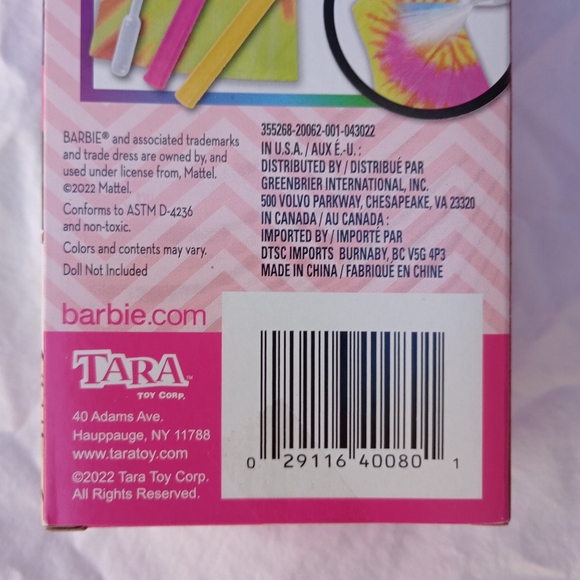 BARBIE® and associated trademarks
and trade dress are owned by, and
used under license from, Mattel.
©2022 Mattel.
Conforms to ASTM D-4236
and non-toxic.
Colors and contents may vary.
Doll Not Included
barbie.com
355268-20062-001-043022
IN U.S.A. / AUX É.-U. :
DISTRIBUTED BY / DISTRIBUÉ PAR
GREENBRIER INTERNATIONAL, INC.
500 VOLVO PARKWAY, CHESAPEAKE, VA 23320
IN CANADA / AU CANADA :
IMPORTED BY / IMPORTÉ PAR
DTSC IMPORTS BURNABY, BC V5G 4P3
MADE IN CHINA / FABRIQUÉ EN CHINE
TARA
TOY CORP.
40 Adams Ave.
Hauppauge, NY 11788
www.taratoy.com
©2022 Tara Toy Corp.
All Rights Reserved.
0 29116 40080 1